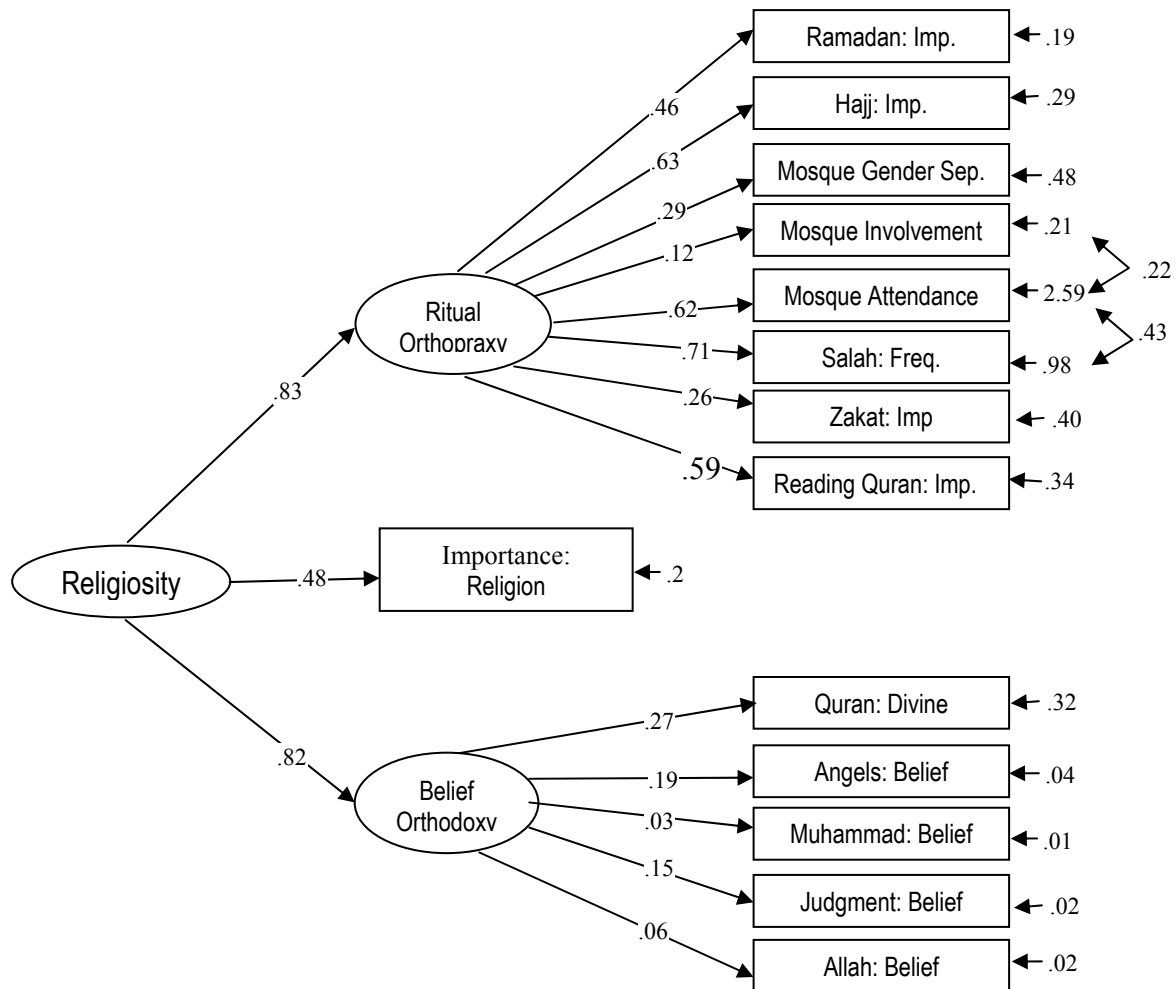 Ramadan: Imp.
.19
.46
Hajj: Imp.
.29
.63
Mosque Gender Sep.
.48
.29
Mosque Involvement
.21
.12
.22
Mosque Attendance
2.59
.62
Ritual
Orthopraxy
.43
Salah: Freq.
.98
.71
.83
.26
Zakat: Imp
.40
.59
Reading Quran: Imp.
.34
Religiosity
.48
Importance:
Religion
.2
Quran: Divine
.32
.27
.82
Angels: Belief
.04
.19
Belief
Orthodoxy
.03
Muhammad: Belief
.01
.15
Judgment: Belief
.02
.06
Allah: Belief
.02